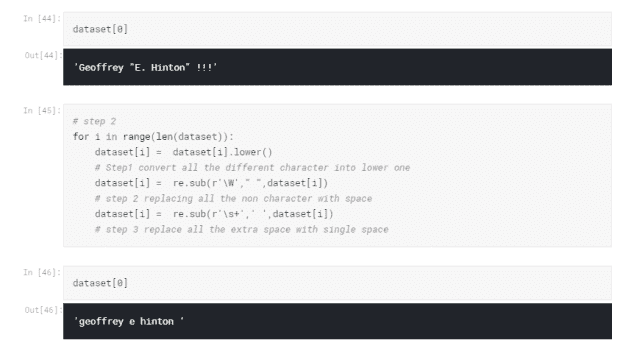 In [44]:
dataset[0]
Out[44]:
'Geoffrey "E. Hinton" !!!'
In [45]:
# step 2
for i in range(len(dataset)):
    dataset[i] =  dataset[i].lower()
    # Step1 convert all the different character into lower one
    dataset[i] =  re.sub(r'\W'," ",dataset[i])
    # step 2 replacing all the non character with space
    dataset[i] =  re.sub(r'\s+',' ',dataset[i])
    # step 3 replace all the extra space with single space
In [46]:
dataset[0]
Out[46]:
'geoffrey e hinton '